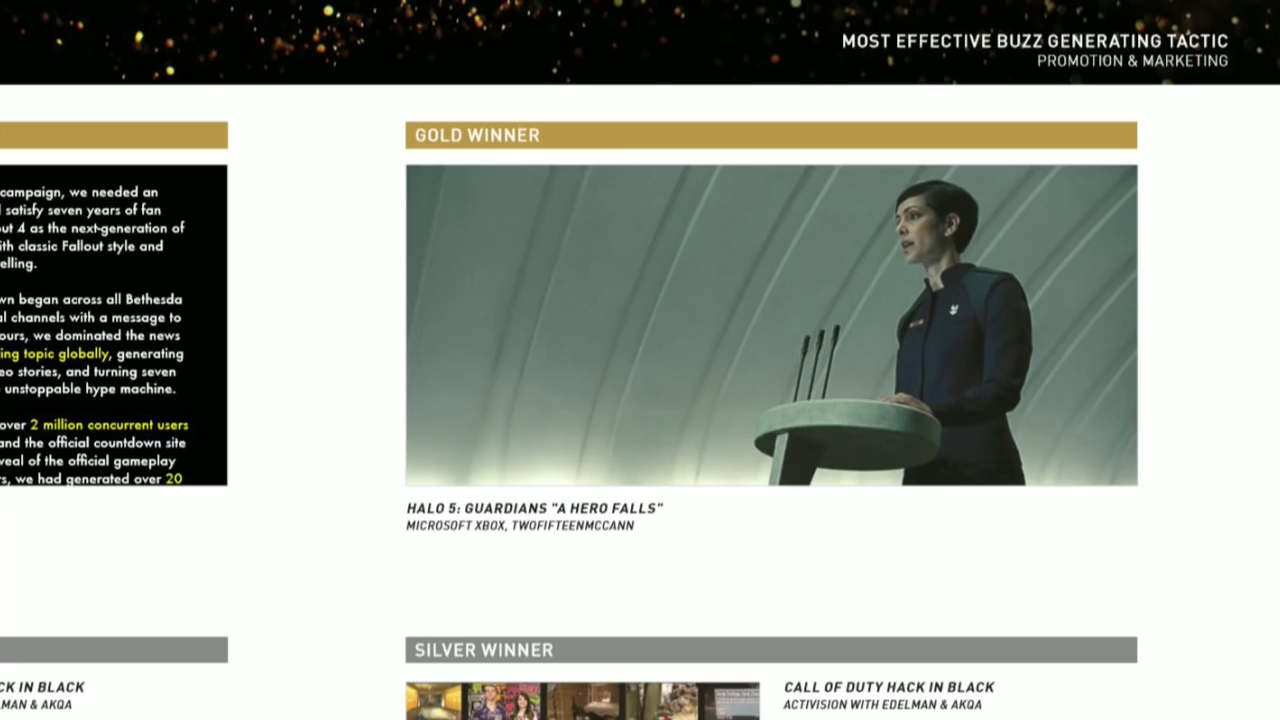 MOST EFFECTIVE BUZZ GENERATING TACTIC
PROMOTION & MARKETING
campaign, we needed an
satisfy seven years of fan
out 4 as the next-generation of
ith classic Fallout style and
elling.
wn began across all Bethesda
al channels with a message to
ours, we dominated the news
ing topic globally, generating
eo stories, and turning seven
unstoppable hype machine.
over 2 million concurrent users
and the official countdown site
veal of the official gameplay
rs, we had generated over 20
GOLD WINNER
HALO 5: GUARDIANS "A HERO FALLS"
MICROSOFT XBOX, TWOFIFTEENMCCANN
CK IN BLACK
MAN & AKQA
SILVER WINNER
CALL OF DUTY HACK IN BLACK
ACTIVISION WITH EDELMAN & AKQA